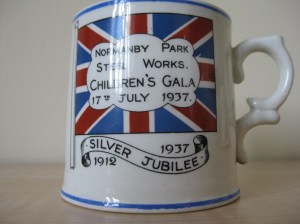 NORMANBY PARK
STEEL WORKS.
CHILDREN'S GALA
17TH JULY 1937.
· SILVER 1937
1912 JUBILEE ·